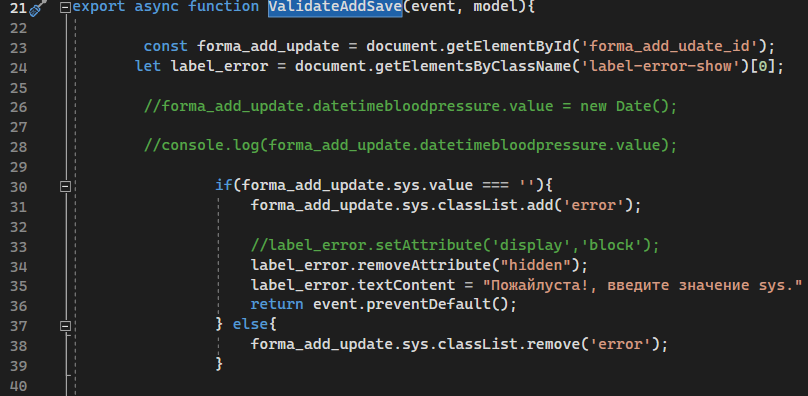 21 export async function ValidateAddSave(event, model){
22
23 const forma_add_update = document.getElementById('forma_add_udate_id');
24 let label_error = document.getElementsByClassName('label-error-show')[0];
25
26 //forma_add_update.datetimebloodpressure.value = new Date();
27
28 //console.log(forma_add_update.datetimebloodpressure.value);
29
30 if(forma_add_update.sys.value === ''){
31 forma_add_update.sys.classList.add('error');
32
33 //label_error.setAttribute('display','block');
34 label_error.removeAttribute("hidden");
35 label_error.textContent = "Пожайлуста!, введите значение sys."
36 return event.preventDefault();
37 } else{
38 forma_add_update.sys.classList.remove('error');
39 }
40